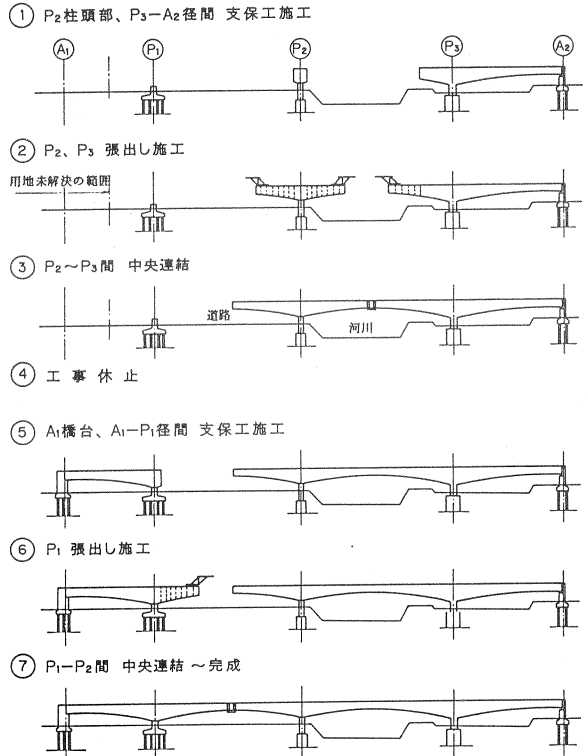 ① P₂柱頭部、P₃−A₂径間 支保工施工
A₁ P₁ P₂ P₃ A₂
② P₂、P₃ 張出し施工
用地未解決の範囲
③ P₂〜P₃間 中央連結
道路
河川
④ 工事休止
⑤ A₁橋台、A₁−P₁径間 支保工施工
⑥ P₁ 張出し施工
⑦ P₁−P₂間 中央連結 〜完成